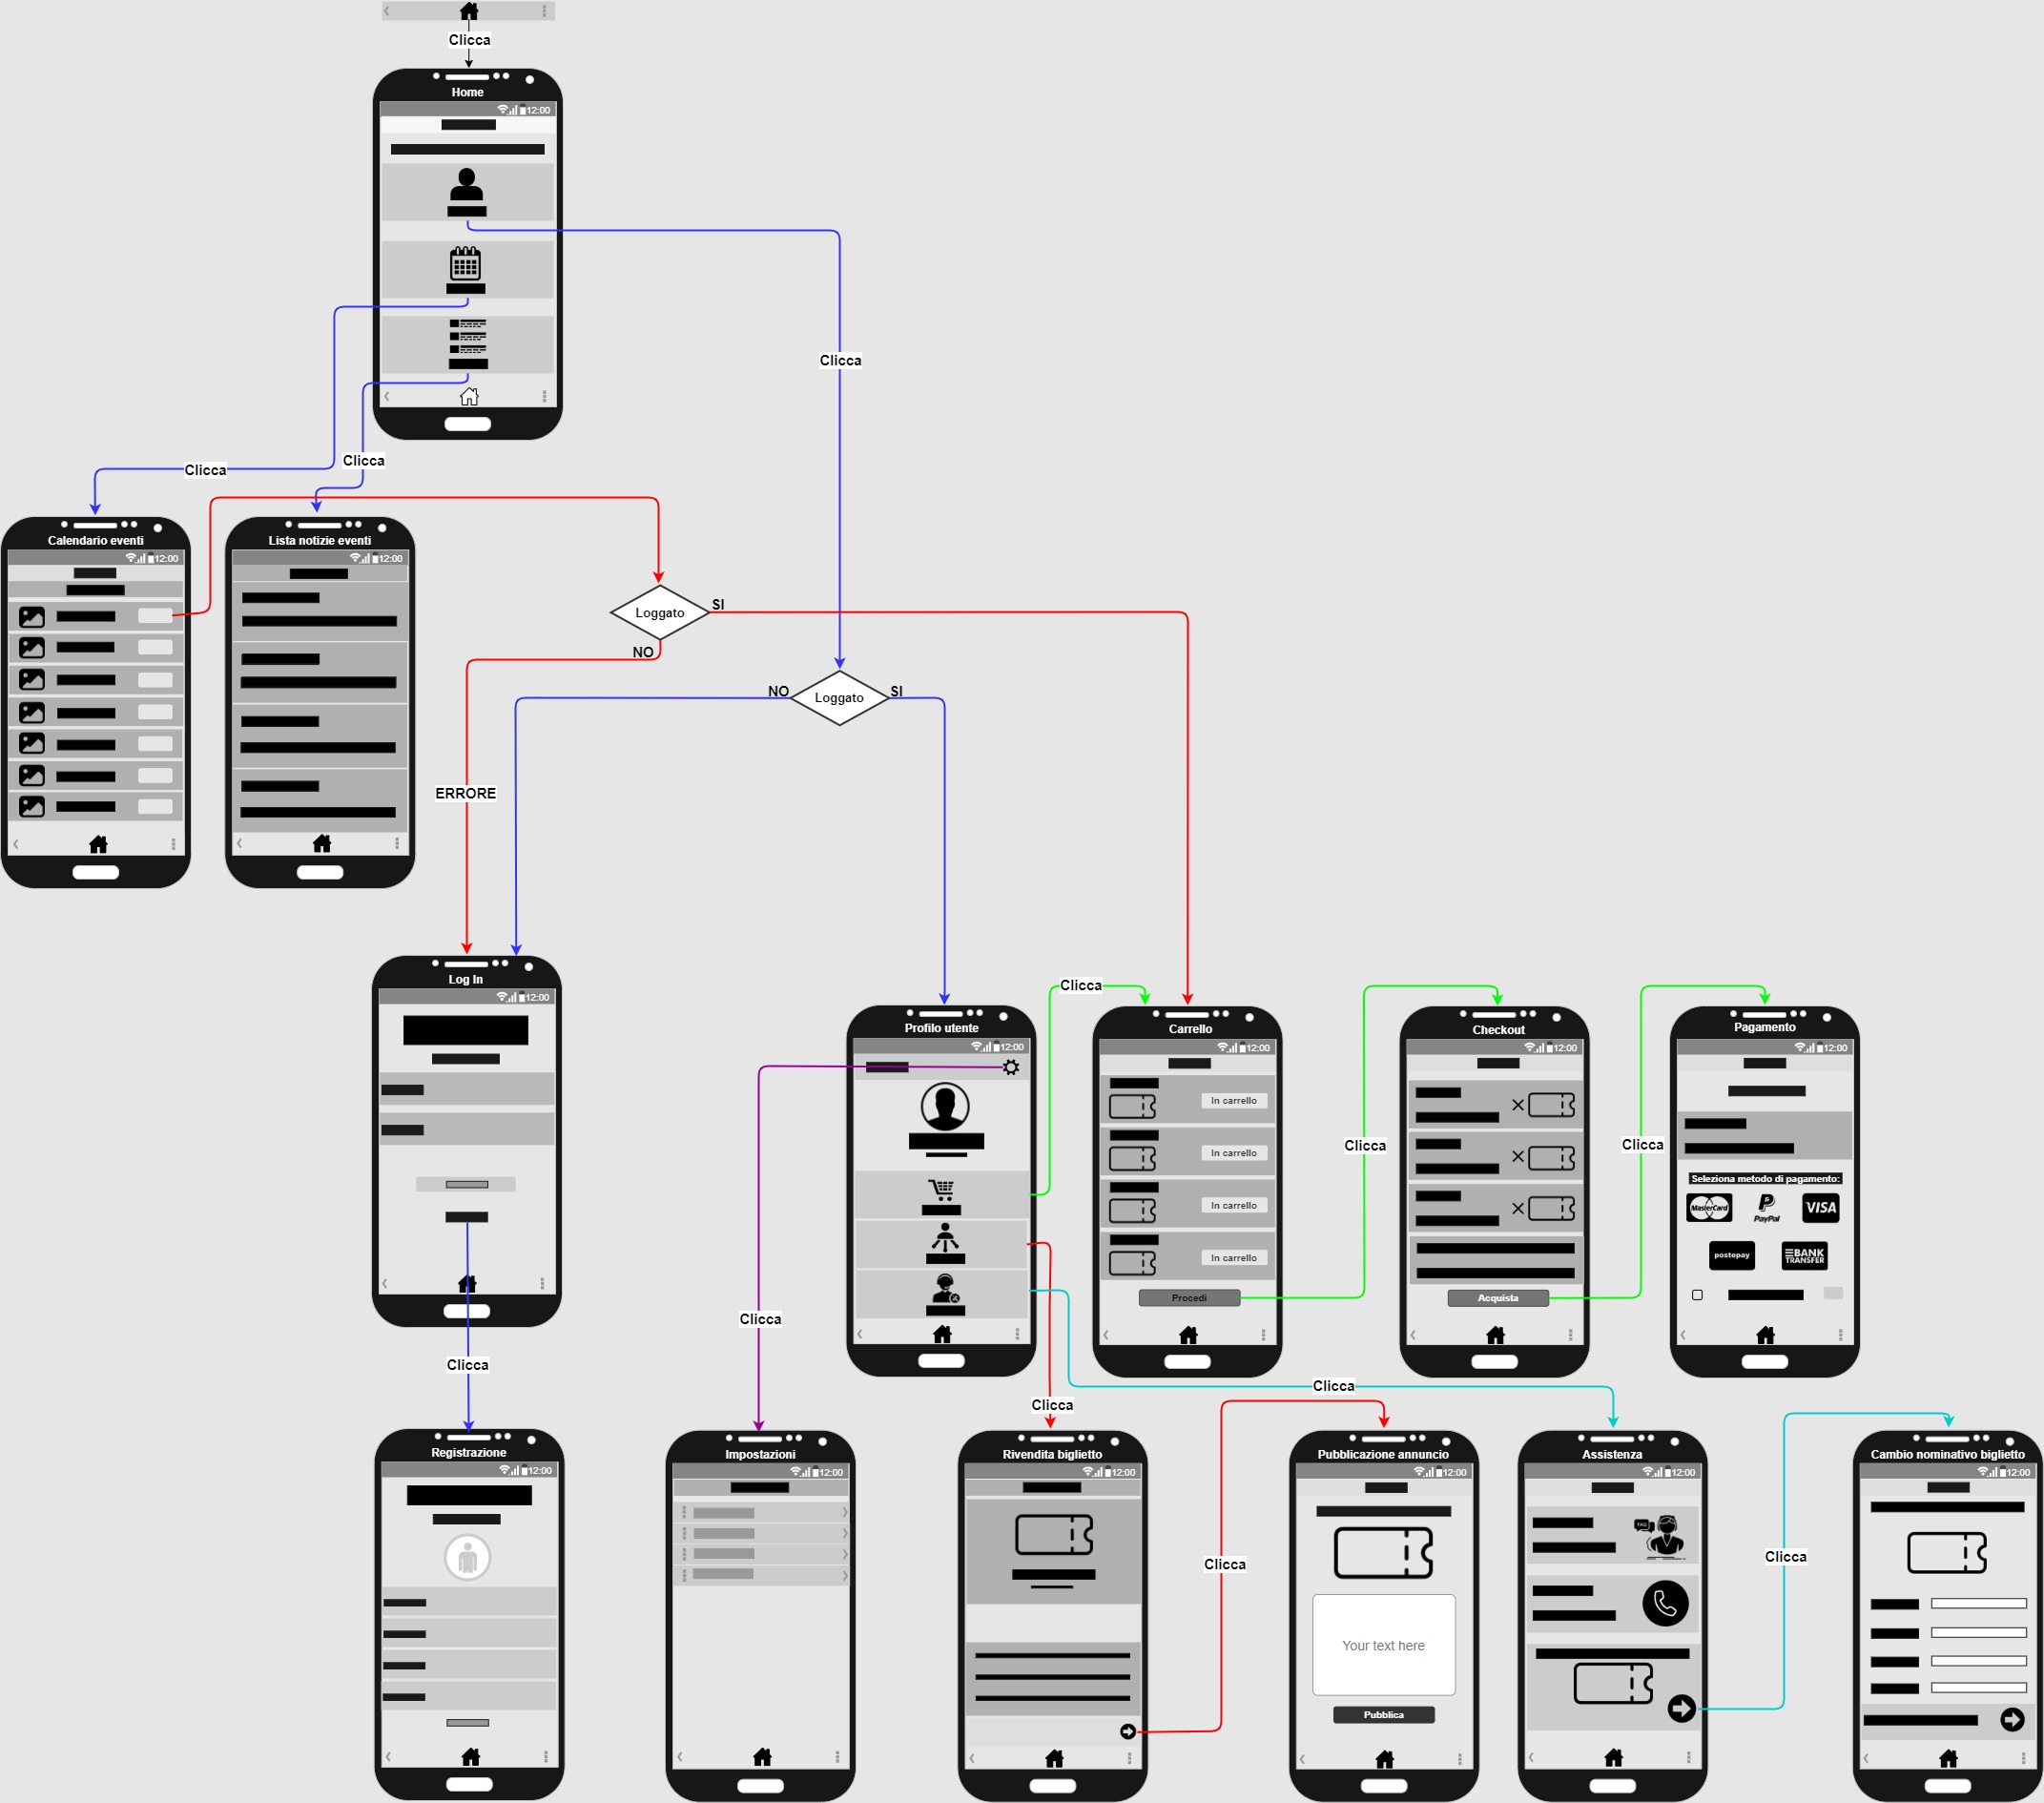 Clicca
Home
12:00
Clicca
Clicca
Clicca
Calendario eventi
12:00
Lista notizie eventi
12:00
Loggato
SI
NO
Loggato
NO
SI
ERRORE
Log In
12:00
Clicca
Profilo utente
12:00
Clicca
Carrello
12:00
In carrello
In carrello
In carrello
In carrello
Procedi
Clicca
Checkout
12:00
Acquista
Clicca
Pagamento
12:00
Seleziona metodo di pagamento:
MasterCard
PayPal
VISA
postepay
BANK
TRANSFER
Clicca
Clicca
Clicca
Clicca
Registrazione
12:00
Impostazioni
12:00
Rivendita biglietto
12:00
Clicca
Pubblicazione annuncio
12:00
Your text here
Pubblica
Assistenza
12:00
FAQ
Clicca
Cambio nominativo biglietto
12:00